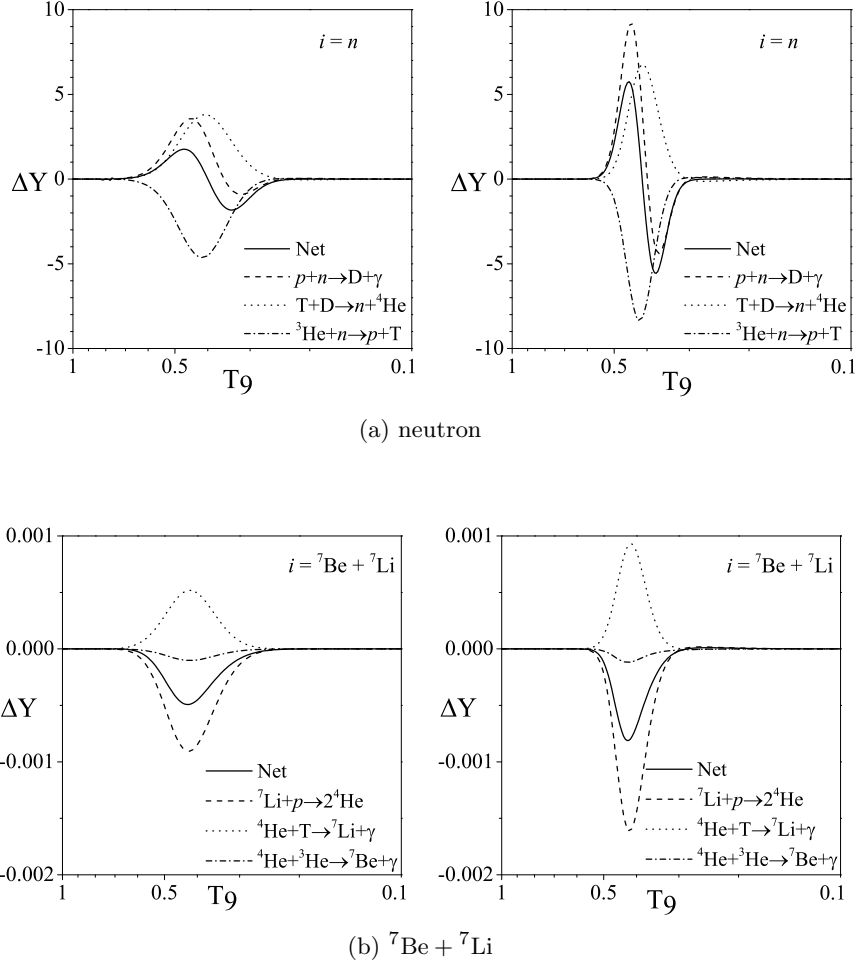 10
5
0
-5
-10
ΔY
i = n
Net
p+n→D+γ
T+D→n+⁴He
³He+n→p+T
1
0.5
0.1
T9
10
5
0
-5
-10
ΔY
i = n
Net
p+n→D+γ
T+D→n+⁴He
³He+n→p+T
1
0.5
0.1
T9
(a) neutron
0.001
0.000
-0.001
-0.002
ΔY
i = ⁷Be + ⁷Li
Net
⁷Li+p→2⁴He
⁴He+T→⁷Li+γ
⁴He+³He→⁷Be+γ
1
0.5
0.1
T9
0.001
0.000
-0.001
-0.002
ΔY
i = ⁷Be + ⁷Li
Net
⁷Li+p→2⁴He
⁴He+T→⁷Li+γ
⁴He+³He→⁷Be+γ
1
0.5
0.1
T9
(b) ⁷Be + ⁷Li